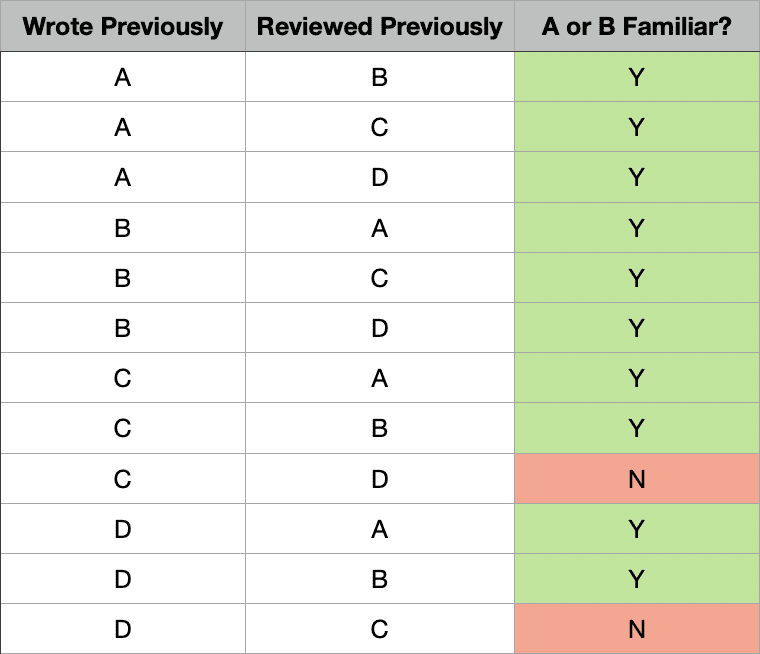 Wrote Previously Reviewed Previously A or B Familiar?
A B Y
A C Y
A D Y
B A Y
B C Y
B D Y
C A Y
C B Y
C D N
D A Y
D B Y
D C N